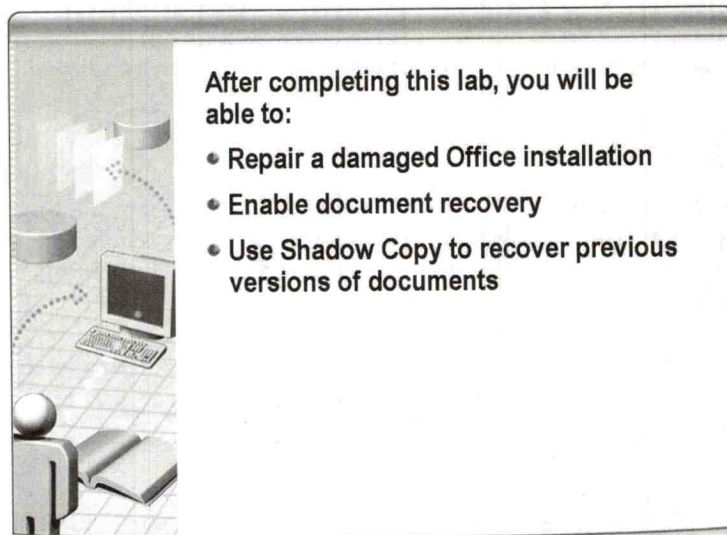 After completing this lab, you will be
able to:
Repair a damaged Office installation
Enable document recovery
Use Shadow Copy to recover previous
versions of documents